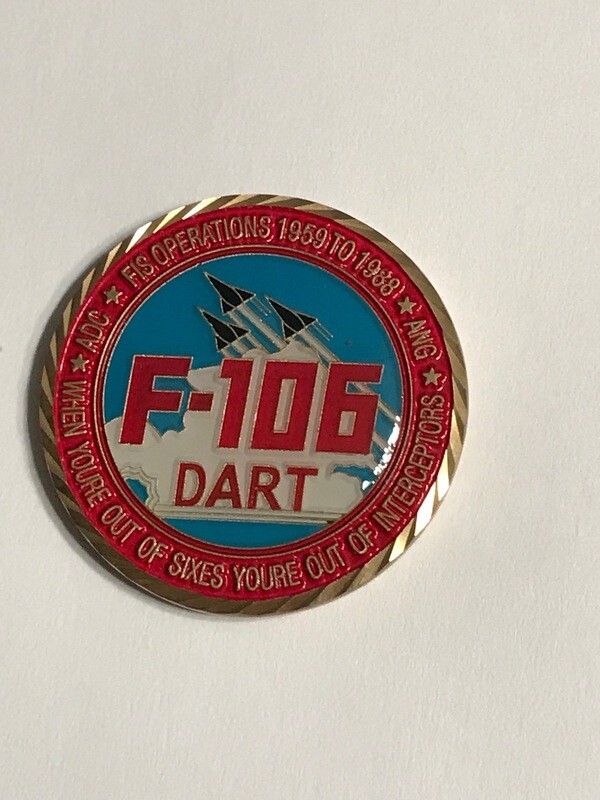 ADC ★ FIS OPERATIONS 1959 TO 1988 ★ ANG ★
F-106
DART
★ WHEN YOURE OUT OF SIXES YOURE OUT OF INTERCEPTORS